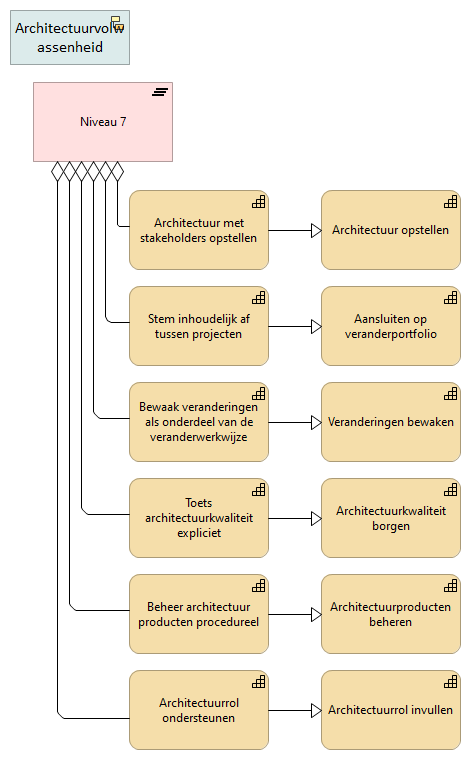 Architectuurvolw
assenheid
Niveau 7
Architectuur met
stakeholders opstellen
Architectuur opstellen
Stem inhoudelijk af
tussen projecten
Aansluiten op
veranderportfolio
Bewaak veranderingen
als onderdeel van de
veranderwerkwijze
Veranderingen bewaken
Toets
architectuurkwaliteit
expliciet
Architectuurkwaliteit
borgen
Beheer architectuur
producten procedureel
Architectuurproducten
beheren
Architectuurrol
ondersteunen
Architectuurrol invullen